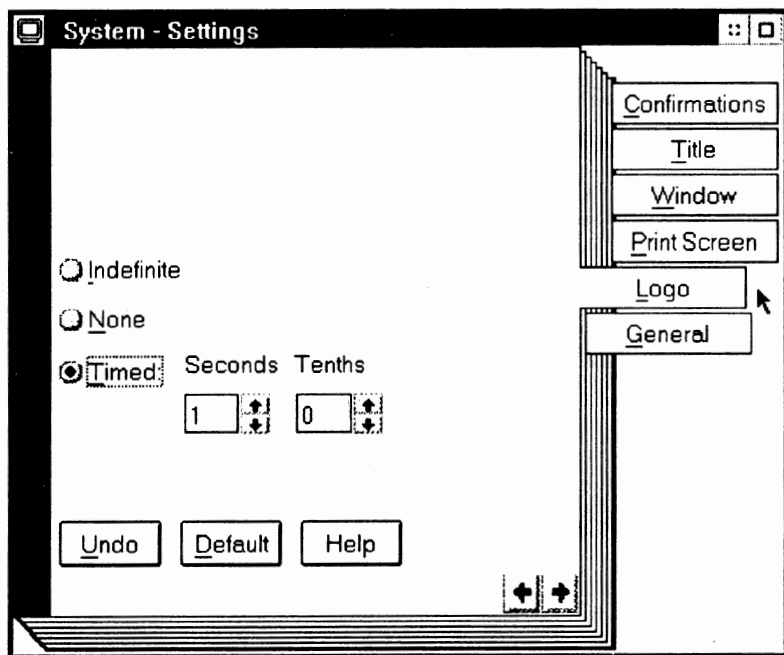 System - Settings
Confirmations
Title
Window
Print Screen
Logo
General
Indefinite
None
Timed:
Seconds Tenths
1 0
Undo Default Help